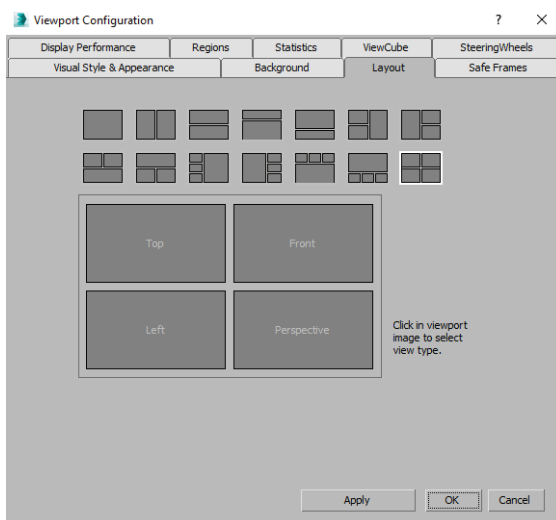 Viewport Configuration
?
Display Performance Regions Statistics ViewCube SteeringWheels
Visual Style & Appearance Background Layout Safe Frames
Top Front
Left Perspective
Click in viewport
image to select
view type.
Apply OK Cancel